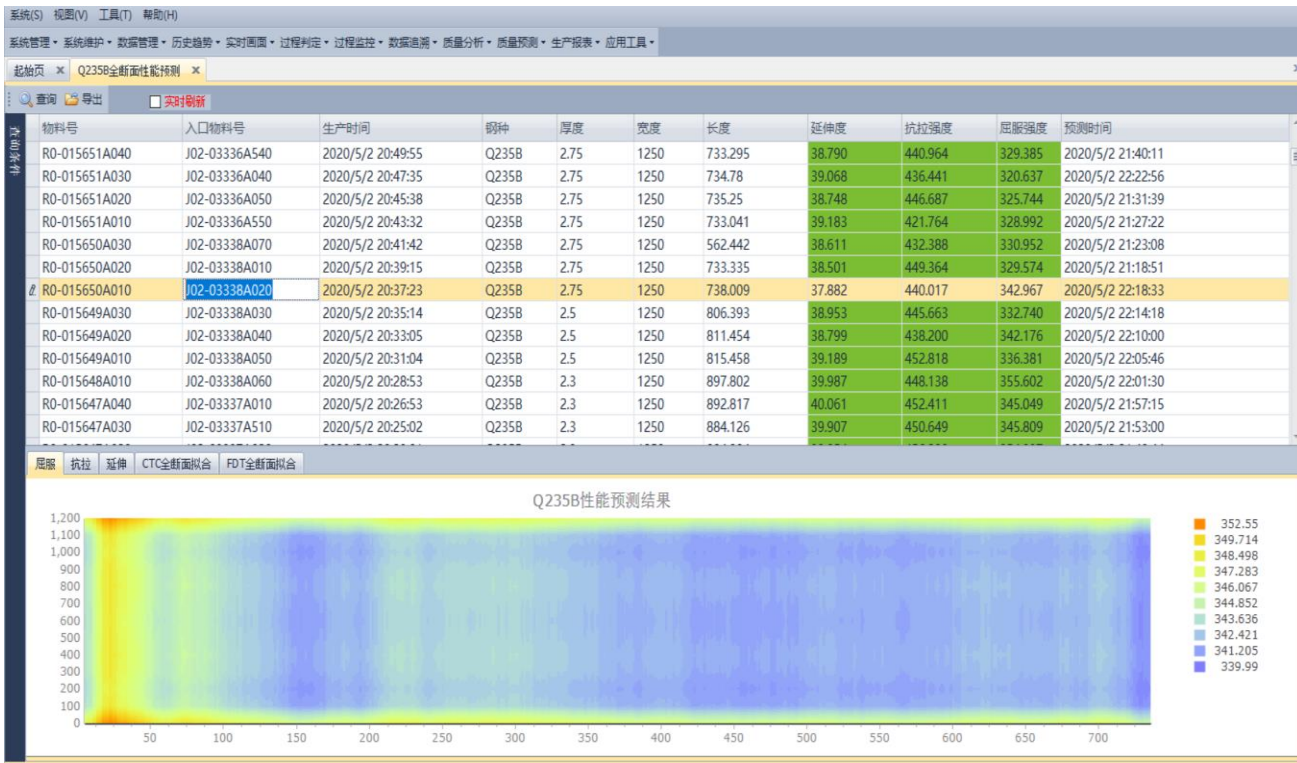 系统(S) 视图(V) 工具(T) 帮助(H)
系统管理 系统维护 数据管理 历史趋势 实时画面 过程判定 过程监控 数据追溯 质量分析 质量预测 生产报表 应用工具
起始页 × Q235B全断面性能预测 ×
查询 导出 实时刷新
查询条件
物料号 入口物料号 生产时间 钢种 厚度 宽度 长度 延伸度 抗拉强度 屈服强度 预测时间
R0-015651A040 J02-03336A540 2020/5/2 20:49:55 Q235B 2.75 1250 733.295 38.790 440.964 329.385 2020/5/2 21:40:11
R0-015651A030 J02-03336A040 2020/5/2 20:47:35 Q235B 2.75 1250 734.78 39.068 436.441 320.637 2020/5/2 22:22:56
R0-015651A020 J02-03336A050 2020/5/2 20:45:38 Q235B 2.75 1250 735.25 38.748 446.687 325.744 2020/5/2 21:31:39
R0-015651A010 J02-03336A550 2020/5/2 20:43:32 Q235B 2.75 1250 733.041 39.183 421.764 328.992 2020/5/2 21:27:22
R0-015650A030 J02-03338A070 2020/5/2 20:41:42 Q235B 2.75 1250 562.442 38.611 432.388 330.952 2020/5/2 21:23:08
R0-015650A020 J02-03338A010 2020/5/2 20:39:15 Q235B 2.75 1250 733.335 38.501 449.364 329.574 2020/5/2 21:18:51
R0-015650A010 J02-03338A020 2020/5/2 20:37:23 Q235B 2.75 1250 738.009 37.882 440.017 342.967 2020/5/2 22:18:33
R0-015649A030 J02-03338A030 2020/5/2 20:35:14 Q235B 2.5 1250 806.393 38.953 445.663 332.740 2020/5/2 22:14:18
R0-015649A020 J02-03338A040 2020/5/2 20:33:05 Q235B 2.5 1250 811.454 38.799 438.200 342.176 2020/5/2 22:10:00
R0-015649A010 J02-03338A050 2020/5/2 20:31:04 Q235B 2.5 1250 815.458 39.189 452.818 336.381 2020/5/2 22:05:46
R0-015648A010 J02-03338A060 2020/5/2 20:28:53 Q235B 2.3 1250 897.802 39.987 448.138 355.602 2020/5/2 22:01:30
R0-015647A040 J02-03337A010 2020/5/2 20:26:53 Q235B 2.3 1250 892.817 40.061 452.411 345.049 2020/5/2 21:57:15
R0-015647A030 J02-03337A510 2020/5/2 20:25:02 Q235B 2.3 1250 884.126 39.907 450.649 345.809 2020/5/2 21:53:00
屈服 抗拉 延伸 CTC全断面拟合 FDT全断面拟合
Q235B性能预测结果
1,200
1,100
1,000
900
800
700
600
500
400
300
200
100
0
50 100 150 200 250 300 350 400 450 500 550 600 650 700
352.55
349.714
348.498
347.283
346.067
344.852
343.636
342.421
341.205
339.99